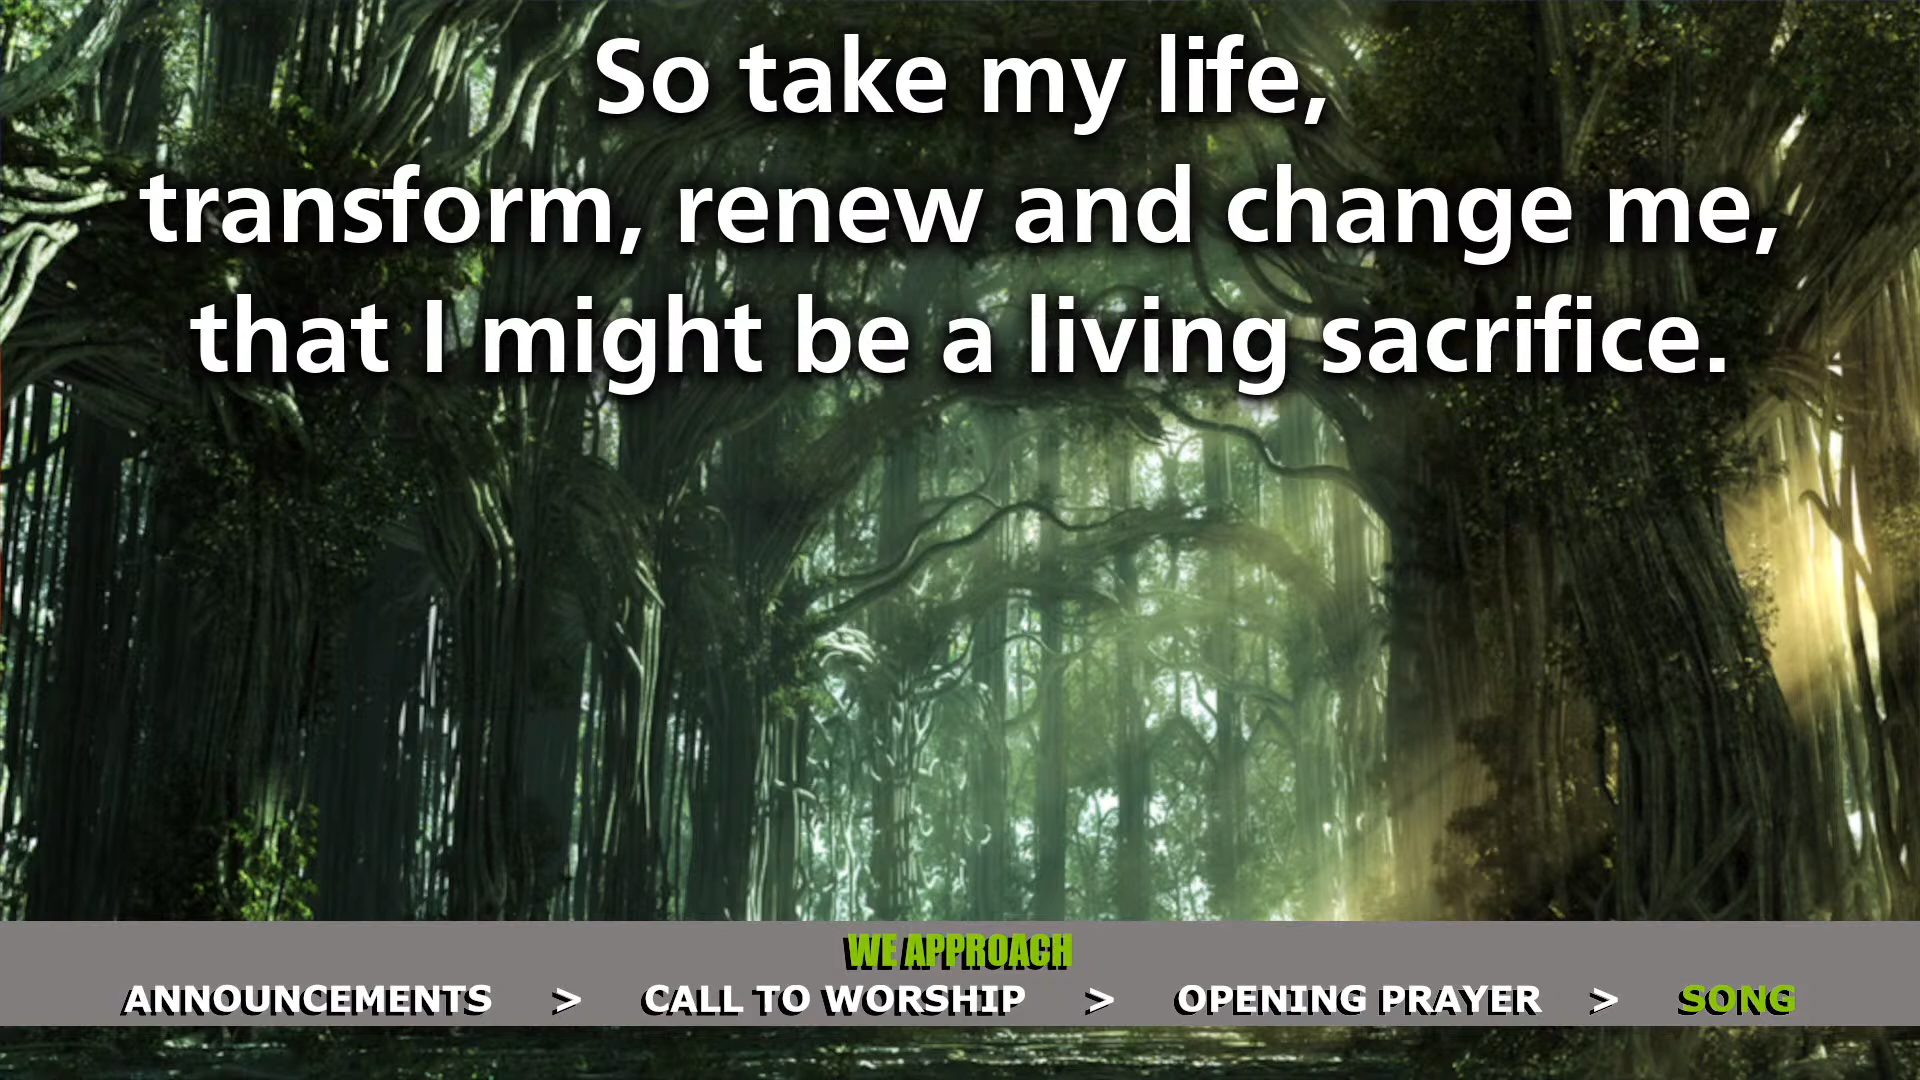 So take my life,
transform, renew and change me,
that I might be a living sacrifice.
WE APPROACH
ANNOUNCEMENTS > CALL TO WORSHIP > OPENING PRAYER > SONG